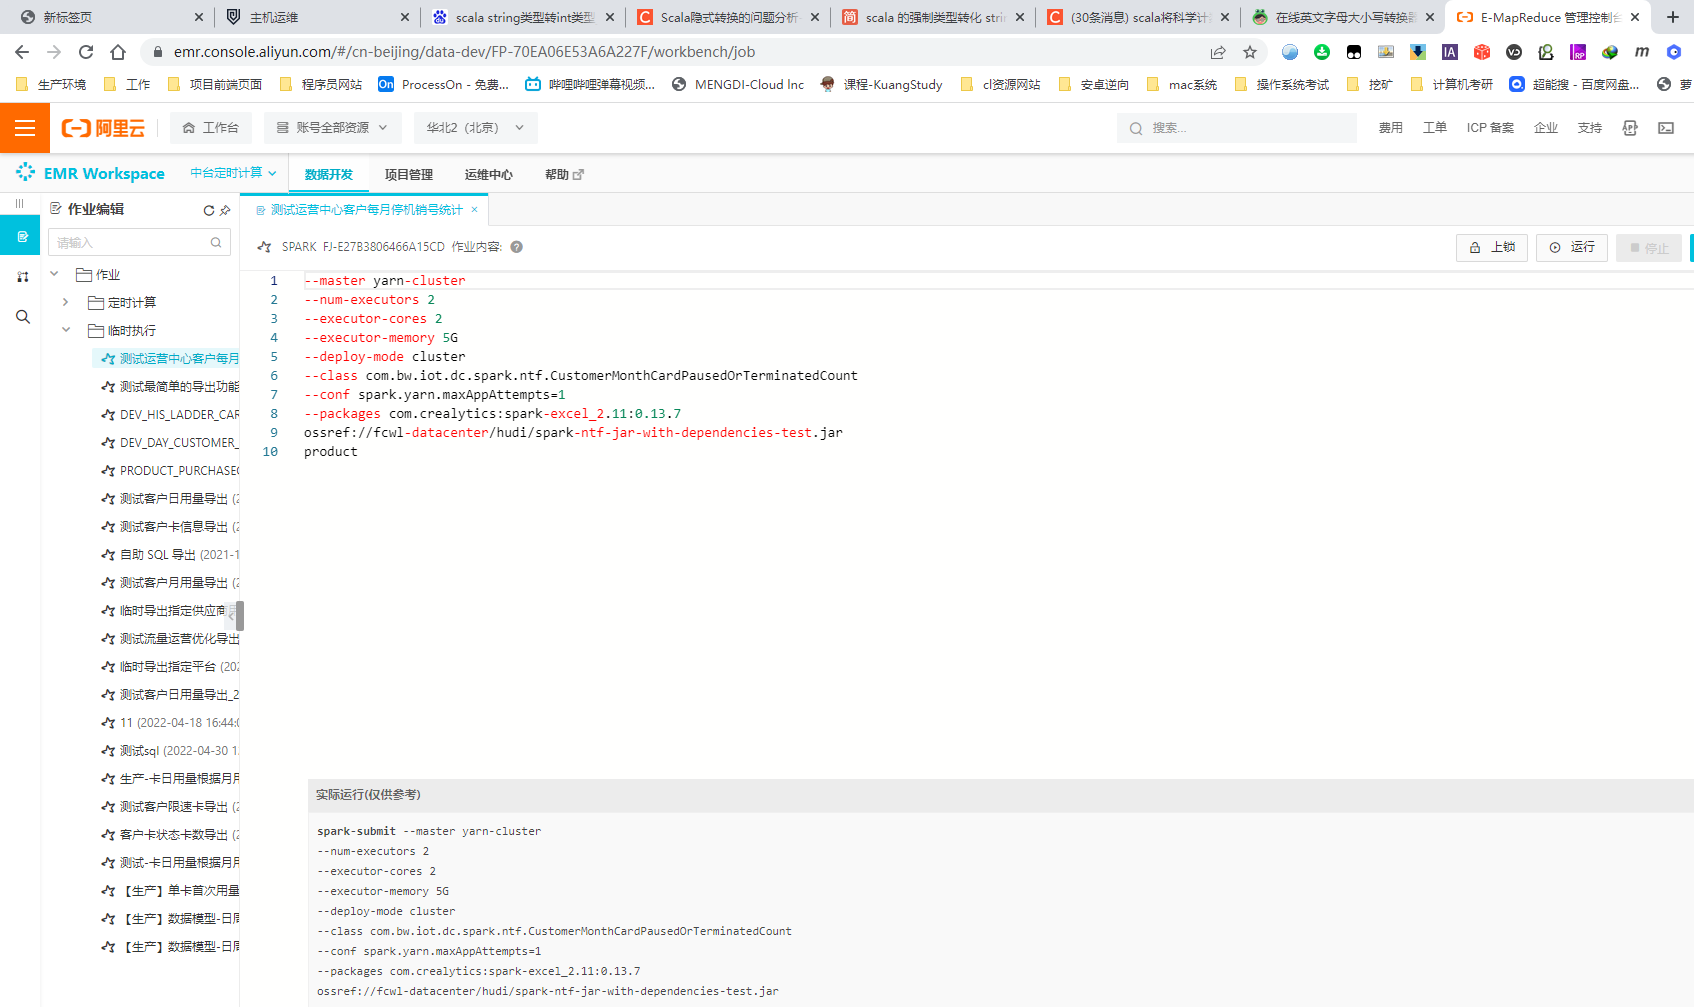 新标签页
主机运维
scala string类型转int类型
Scala隐式转换的问题分析
scala 的强制类型转化 strin
(30条消息) scala将科学计
在线英文字母大小写转换器
E-MapReduce 管理控制台
emr.console.aliyun.com/#/cn-beijing/data-dev/FP-70EA06E53A6A227F/workbench/job
生产环境
工作
项目前端页面
程序员网站
ProcessOn - 免费...
哔哩哔哩弹幕视频...
MENGDI-Cloud lnc
课程-KuangStudy
cl资源网站
安卓逆向
mac系统
操作系统考试
挖矿
计算机考研
超能搜 - 百度网盘...
萝
阿里云
工作台
账号全部资源
华北2（北京）
搜索...
费用
工单
ICP 备案
企业
支持
EMR Workspace
中台定时计算
数据开发
项目管理
运维中心
帮助
作业编辑
请输入
作业
定时计算
临时执行
测试运营中心客户每月
测试最简单的导出功能
DEV_HIS_LADDER_CAR
DEV_DAY_CUSTOMER_
PRODUCT_PURCHASE
测试客户日用量导出 (2
测试客户卡信息导出 (2
自助 SQL 导出 (2021-1
测试客户月用量导出 (2
临时导出指定供应商
测试流量运营优化导出
临时导出指定平台 (202
测试客户日用量导出_2
11 (2022-04-18 16:44:0
测试sql (2022-04-30 1
生产-卡日用量根据月用
测试客户限速卡导出 (2
客户卡状态卡数导出 (2
测试-卡日用量根据月用
【生产】单卡首次用量
【生产】数据模型-日周
【生产】数据模型-日周
测试运营中心客户每月停机销号统计
SPARK FJ-E27B3806466A15CD 作业内容:
上锁
运行
停止
1 --master yarn-cluster
2 --num-executors 2
3 --executor-cores 2
4 --executor-memory 5G
5 --deploy-mode cluster
6 --class com.bw.iot.dc.spark.ntf.CustomerMonthCardPausedOrTerminatedCount
7 --conf spark.yarn.maxAppAttempts=1
8 --packages com.crealytics:spark-excel_2.11:0.13.7
9 ossref://fcwl-datacenter/hudi/spark-ntf-jar-with-dependencies-test.jar
10 product
实际运行(仅供参考)
spark-submit --master yarn-cluster
--num-executors 2
--executor-cores 2
--executor-memory 5G
--deploy-mode cluster
--class com.bw.iot.dc.spark.ntf.CustomerMonthCardPausedOrTerminatedCount
--conf spark.yarn.maxAppAttempts=1
--packages com.crealytics:spark-excel_2.11:0.13.7
ossref://fcwl-datacenter/hudi/spark-ntf-jar-with-dependencies-test.jar